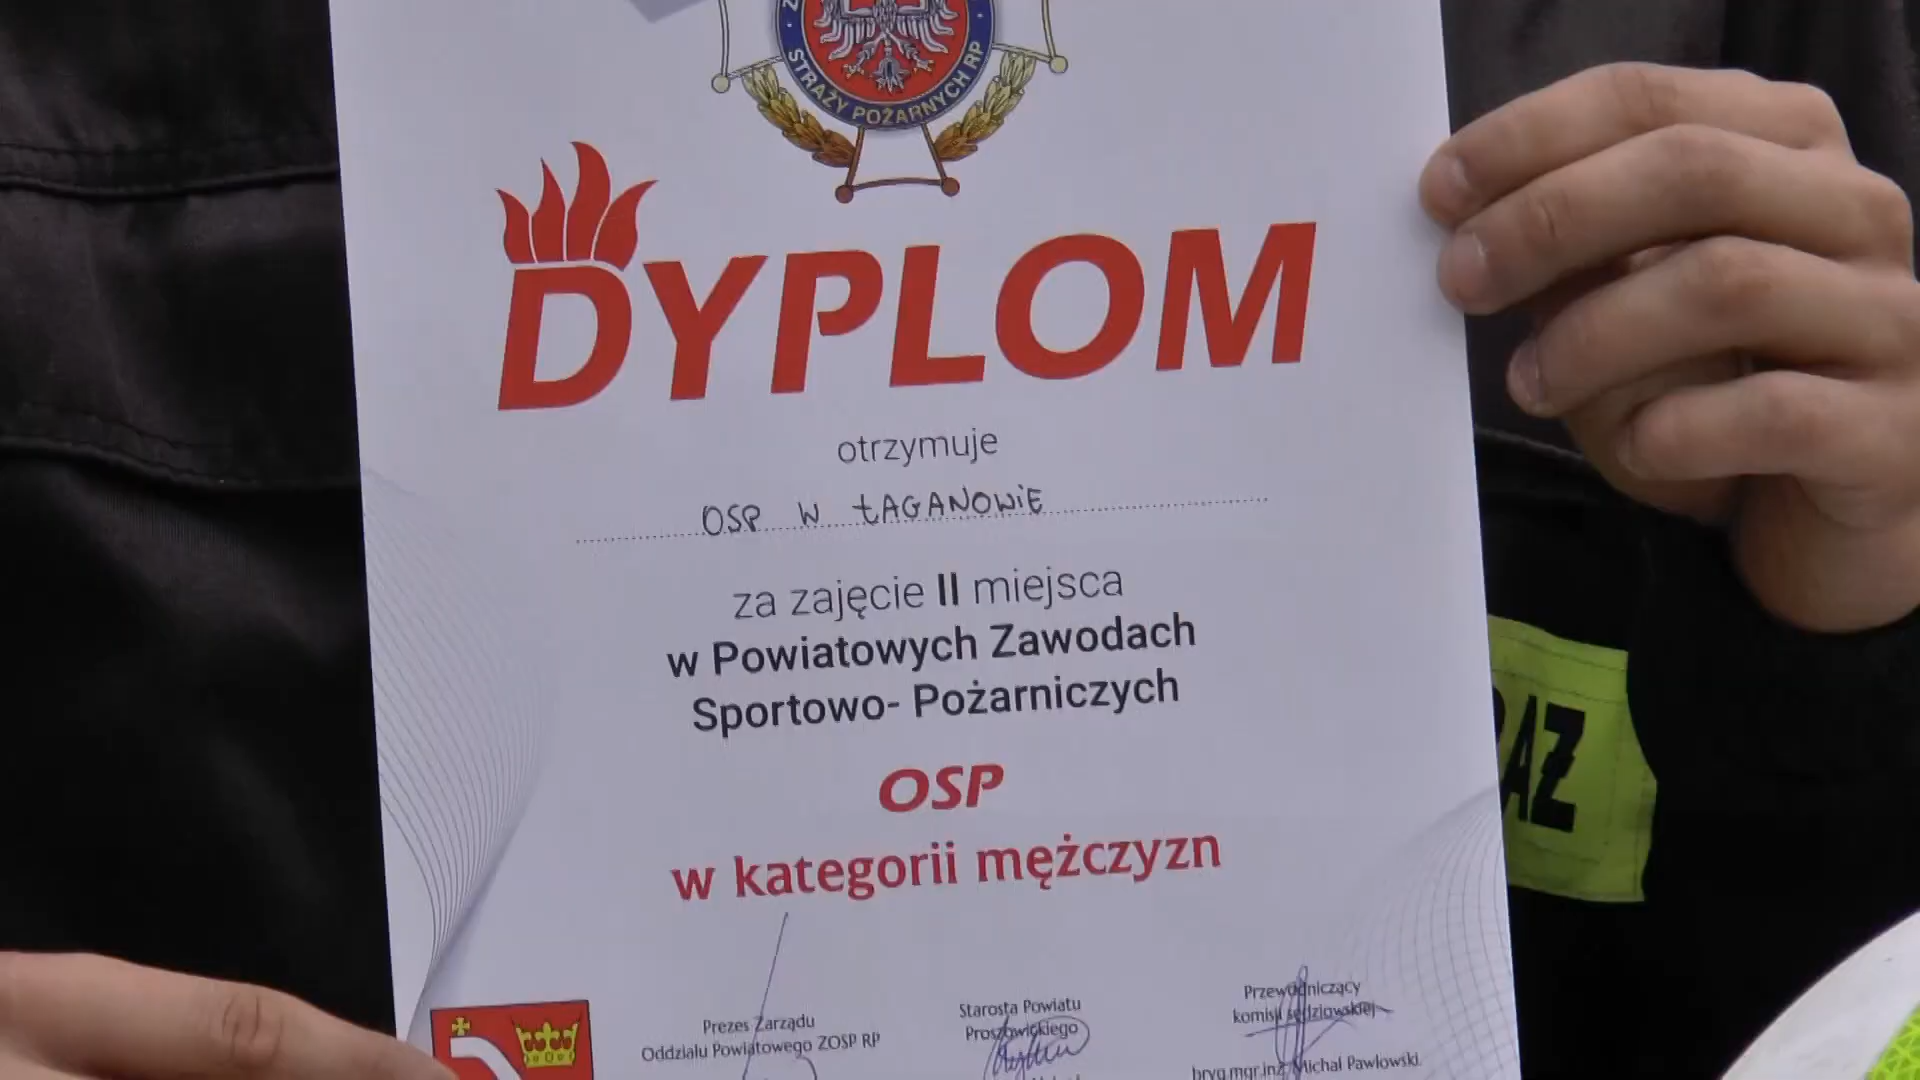 STRAŻY POŻARNYCH RP
DYPLOM
otrzymuje
OSP W ŁAGANOWIE
za zajęcie II miejsca
w Powiatowych Zawodach
Sportowo- Pożarniczych
OSP
w kategorii mężczyzn
Prezes Zarządu
Oddziału Powiatowego ZOSP RP
Starosta Powiatu
Proszowickiego
Przewodniczący
komisji sędziowskiej
bryg.mgr.inż. Michał Pawłowski
AŻ